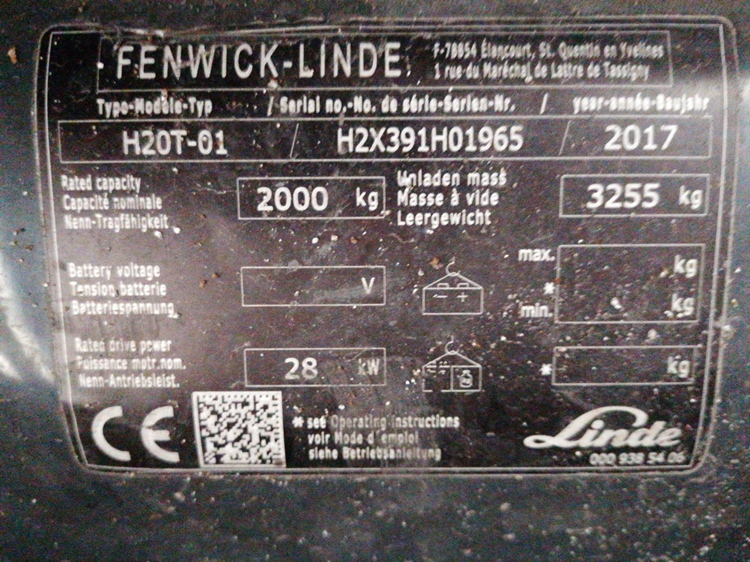 FENWICK-LINDE F-78854 Élancourt, St. Quentin en Yvelines
1 rue du Maréchal de Lattre de Tassigny
Type-Modèle-Typ / Serial no.-No. de série-Serien-Nr. / year-année-Baujahr
H20T-01 / H2X391H01965 / 2017
Rated capacity
Capacité nominale
Nenn-Tragfähigkeit
2000 kg
Unladen mass
Masse à vide
Leergewicht
3255 kg
Battery voltage
Tension batterie
Batteriespannung
V
- +
max. kg
*
min. kg
Rated drive power
Puissance motr.nom.
Nenn-Antriebsleist.
28 kW
* kg
CE
* see Operating instructions
voir Mode d'emploi
siehe Betriebsanleitung
Linde
000 938 54 06